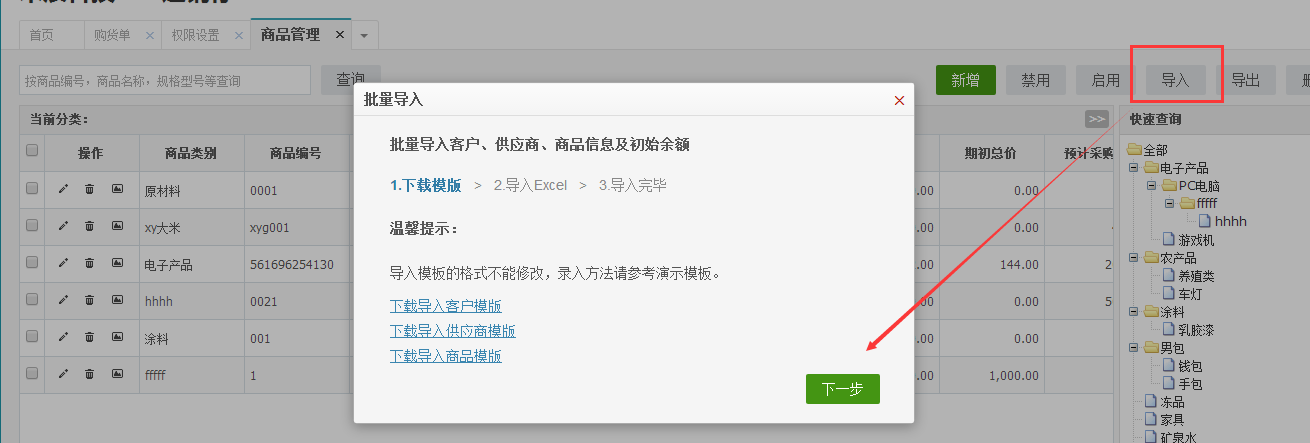 首页 购货单 × 权限设置 × 商品管理 ×
按商品编号，商品名称，规格型号等查询 查询 新增 禁用 启用 导入 导出
批量导入 ×
当前分类： >> 快速查询
批量导入客户、供应商、商品信息及初始余额
操作 商品类别 商品编号 期初总价 预计采购
全部
电子产品
1.下载模版 > 2.导入Excel > 3.导入完毕
PC电脑
原材料 0001 .00 0.00
fffff
hhhh
xy大米 xyg001 .00 0.00
温馨提示：
游戏机
农产品
电子产品 561696254130 .00 144.00 2
导入模板的格式不能修改，录入方法请参考演示模板。
养殖类
车灯
hhhh 0021 .00 0.00
下载导入客户模版
涂料
下载导入供应商模版
乳胶漆
涂料 001 .00 0.00
男包
下载导入商品模版
钱包
fffff 1 .00 1,000.00
手包
下一步
冻品
家具
矿泉水